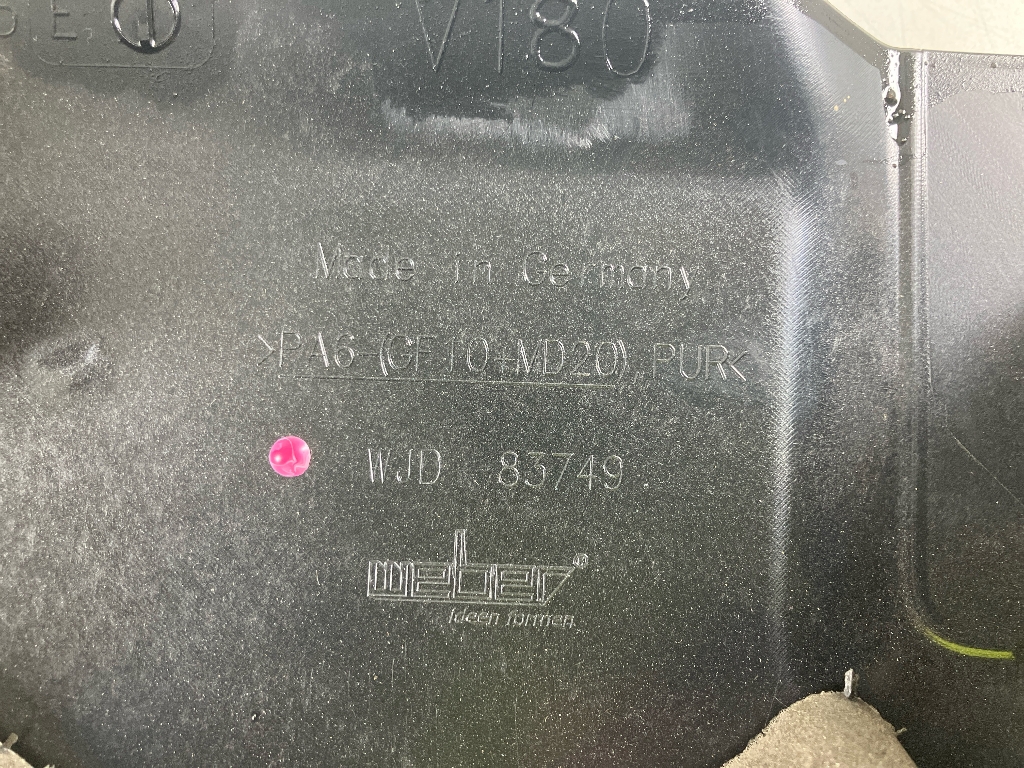 V180
Made in Germany
>PA6-(GF10+MD20), PUR<
WJD 83749
weber®
ideen formen.